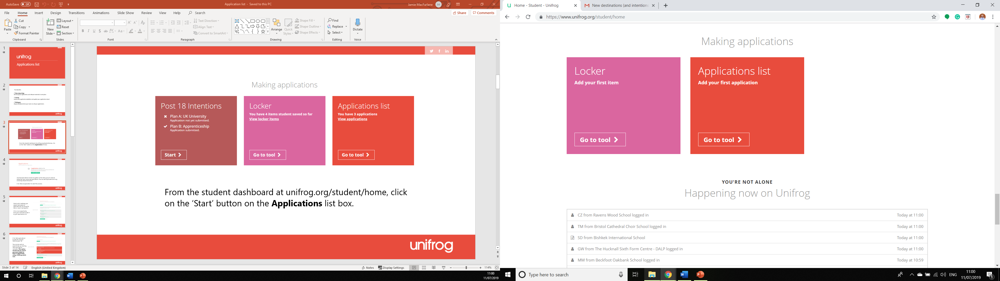 AutoSave Off
Application list - Saved to this PC
Jamie MacFarlane JM
File Home Insert Design Transitions Animations Slide Show Review View Help Search
Share Comments
Paste
Cut
Copy
Format Painter
Clipboard
New
Slide
Layout
Reset
Section
Slides
B I U S ab AV Aa A
Font
Text Direction
Align Text
Convert to SmartArt
Paragraph
Arrange
Quick
Styles
Shape Fill
Shape Outline
Shape Effects
Drawing
Find
Replace
Select
Editing
Dictate
Voice
1
unifrog
Applications list
2
unifrog
3
unifrog
4
Applications
unifrog
5
unifrog
6
unifrog
Making applications
Post 18 Intentions
Plan A: UK University
Application not yet submitted.
Plan B: Apprenticeship
Application submitted.
Start
Locker
You have 4 items student saved so far
View locker items
Go to tool
Applications list
You have 3 applications
View applications
Go to tool
From the student dashboard at unifrog.org/student/home, click
on the ‘Start’ button on the Applications list box.
unifrog
Slide 3 of 14 English (United Kingdom)
Notes Display Settings 114%
11:00
11/07/2019
Home - Student - Unifrog
New destinations (and intentions
https://www.unifrog.org/student/home
Making applications
Locker
Add your first item
Go to tool
Applications list
Add your first application
Go to tool
YOU'RE NOT ALONE
Happening now on Unifrog
CZ from Ravens Wood School logged in Today at 11:00
TM from Bristol Cathedral Choir School logged in Today at 11:00
SD from Bishkek International School Today at 11:00
GW from The Hucknall Sixth Form Centre - DALP logged in Today at 11:00
MM from Beckfoot Oakbank School logged in Today at 10:59
Type here to search
ENG
11:00
11/07/2019
1